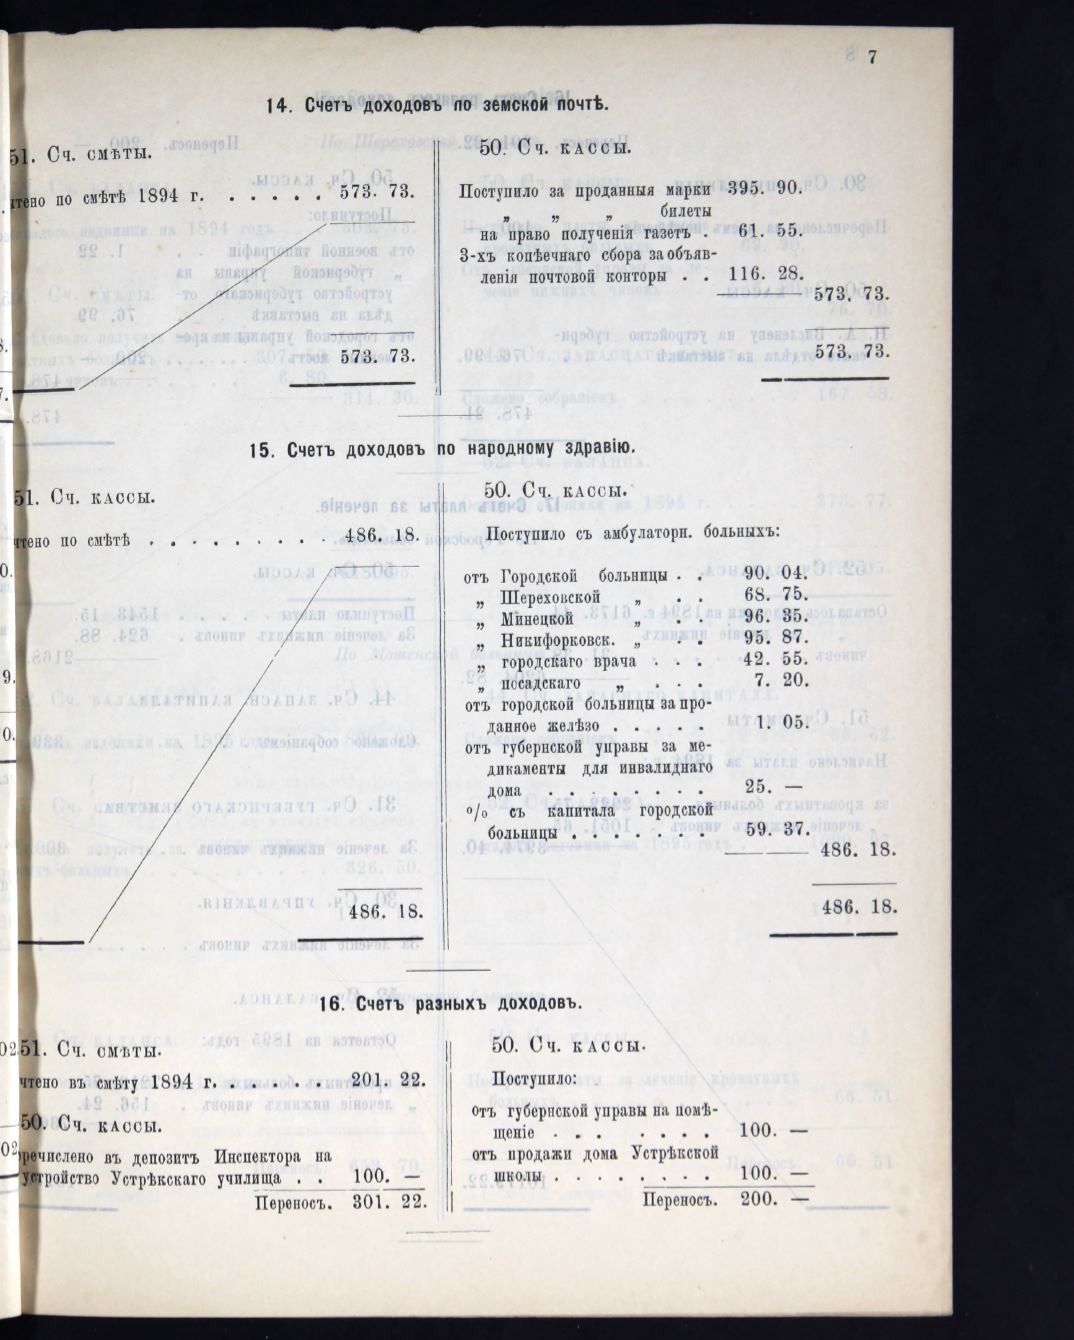 7
14. Счетъ доходовъ по земской почтѣ.
51. Сч. смѣты.
тено по смѣтѣ 1894 г. . . . . . 573. 73.
573. 73.
50. Сч. кассы.
Поступило за проданныя марки 395. 90.
„ „ „ билеты
на право полученія газетъ . 61. 55.
3-хъ копѣечнаго сбора за объяв-
ленія почтовой конторы . . 116. 28.
573. 73.
573. 73.
15. Счетъ доходовъ по народному здравію.
51. Сч. кассы.
тено по смѣтѣ . . . . . . . . 486. 18.
486. 18.
50. Сч. кассы.
Поступило съ амбулаторн. больныхъ:
отъ Городской больницы . . 90. 04.
„ Шереховской „ . . 68. 75.
„ Минецкой „ . . 96. 35.
„ Никифорковск. „ . . 95. 87.
„ городскаго врача . . . 42. 55.
„ посадскаго „ . . . 7. 20.
отъ городской больницы за про-
данное желѣзо . . . . . 1. 05.
отъ губернской управы за ме-
дикаменты для инвалиднаго
дома . . . . . . . . 25. —
% съ капитала городской
больницы . . . . . . 59. 37.
486. 18.
486. 18.
16. Счетъ разныхъ доходовъ.
51. Сч. смѣты.
чтено въ смѣту 1894 г. . . . . . 201. 22.
50. Сч. кассы.
речислено въ депозитъ Инспектора на
устройство Устрѣкскаго училища . . 100. —
Переносъ. 301. 22.
50. Сч. кассы.
Поступило:
отъ губернской управы на помѣ-
щеніе . . . . . . . 100. —
отъ продажи дома Устрѣкской
школы . . . . . . . . 100. —
Переносъ. 200. —